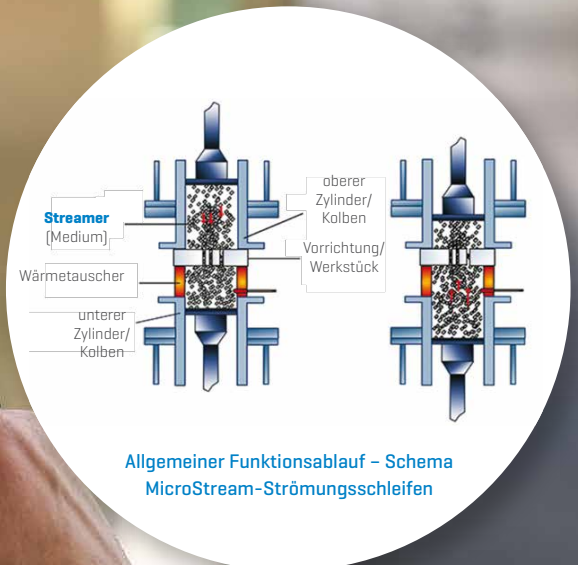 Streamer
(Medium)
Wärmetauscher
unterer
Zylinder/
Kolben
oberer
Zylinder/
Kolben
Vorrichtung/
Werkstück
Allgemeiner Funktionsablauf – Schema
MicroStream-Strömungsschleifen